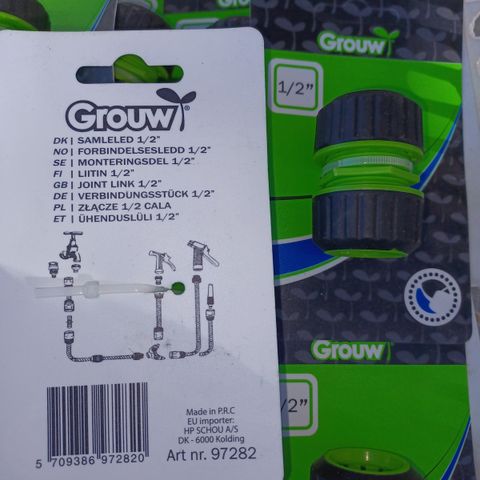 Grouw
DK | SAMLELED 1/2"
NO | FORBINDELSESLEDD 1/2"
SE | MONTERINGSDEL 1/2"
FI | LIITIN 1/2"
GB | JOINT LINK 1/2"
DE | VERBINDUNGSSTÜCK 1/2"
PL | ZŁĄCZE 1/2 CALA
ET | ÜHENDUSLÜLI 1/2"
Made in P.R.C
EU importer:
HP SCHOU A/S
DK - 6000 Kolding
Art nr. 97282
5 709386 972820
Grouw
1/2"
Grouw
/2"